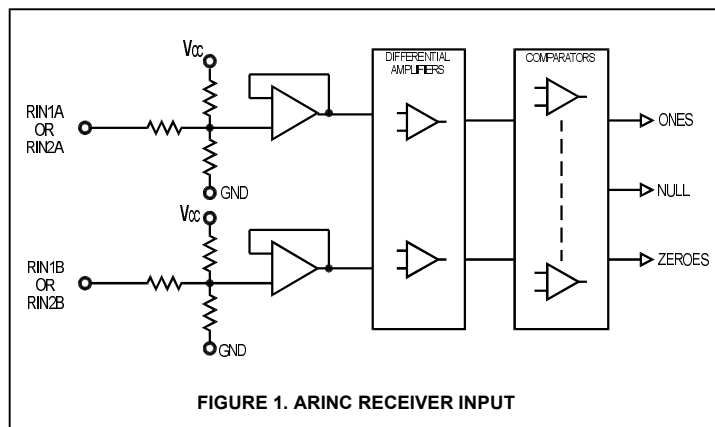 Vcc
DIFFERENTIAL
AMPLIFIERS
COMPARATORS
RIN1A
OR
RIN2A
ONES
GND
NULL
Vcc
RIN1B
OR
RIN2B
ZEROES
GND
FIGURE 1. ARINC RECEIVER INPUT